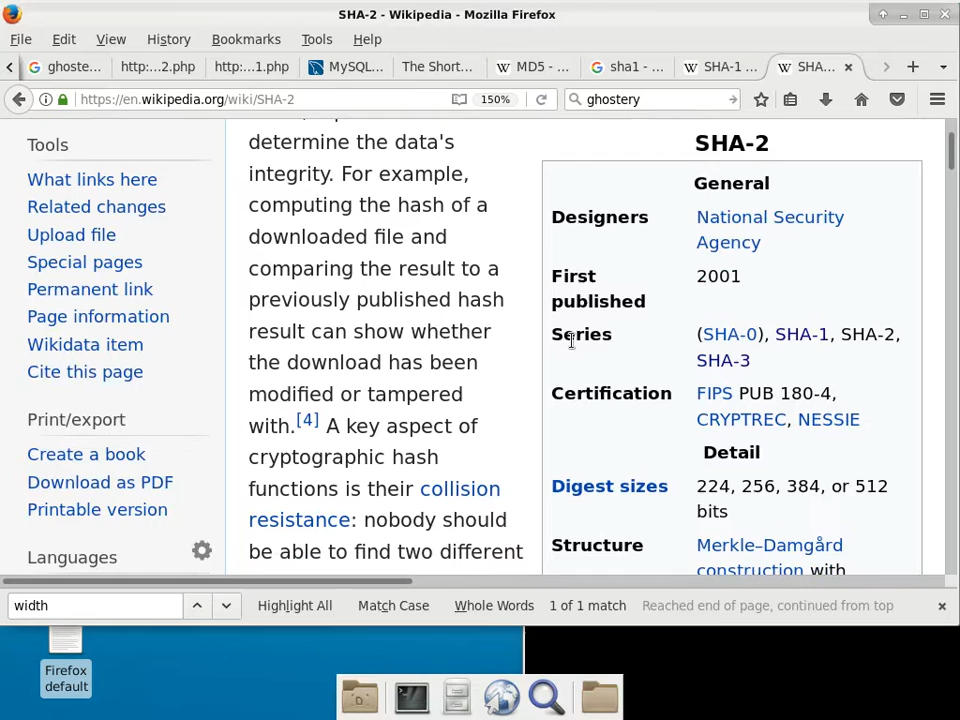 SHA-2 - Wikipedia - Mozilla Firefox
File Edit View History Bookmarks Tools Help
ghoste... http:...2.php http:...1.php MySQL... The Short... MD5 - ... sha1 - ... SHA-1 ... SHA...
https://en.wikipedia.org/wiki/SHA-2 150% ghostery
Tools
What links here
Related changes
Upload file
Special pages
Permanent link
Page information
Wikidata item
Cite this page
Print/export
Create a book
Download as PDF
Printable version
Languages
determine the data's
integrity. For example,
computing the hash of a
downloaded file and
comparing the result to a
previously published hash
result can show whether
the download has been
modified or tampered
with.[4] A key aspect of
cryptographic hash
functions is their collision
resistance: nobody should
be able to find two different
SHA-2
General
Designers National Security
Agency
First 2001
published
Series (SHA-0), SHA-1, SHA-2,
SHA-3
Certification FIPS PUB 180-4,
CRYPTREC, NESSIE
Detail
Digest sizes 224, 256, 384, or 512
bits
Structure Merkle–Damgård
construction with
width Highlight All Match Case Whole Words 1 of 1 match Reached end of page, continued from top
Firefox
default